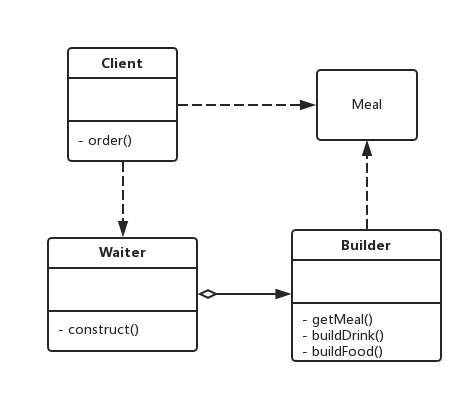 Client
- order()
Meal
Waiter
- construct()
Builder
- getMeal()
- buildDrink()
- buildFood()